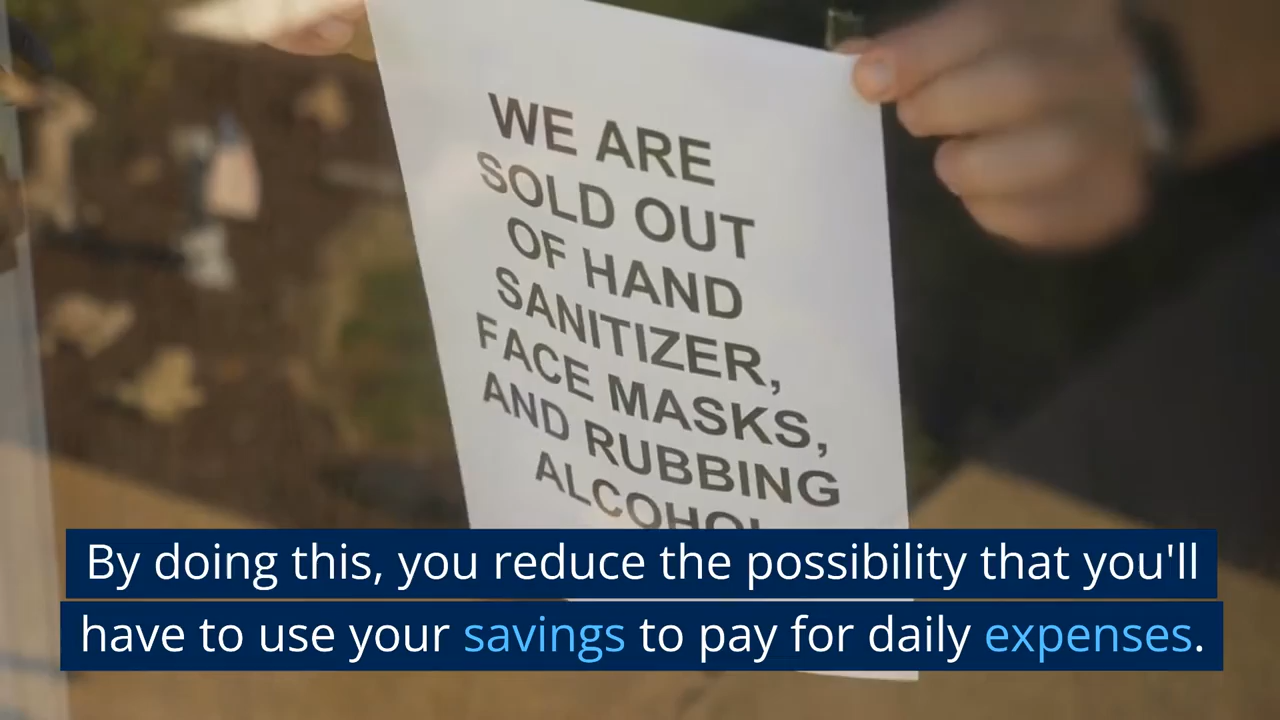 WE ARE
SOLD OUT
OF HAND
SANITIZER,
FACE MASKS,
AND RUBBING
ALCOHOL
By doing this, you reduce the possibility that you'll
have to use your savings to pay for daily expenses.